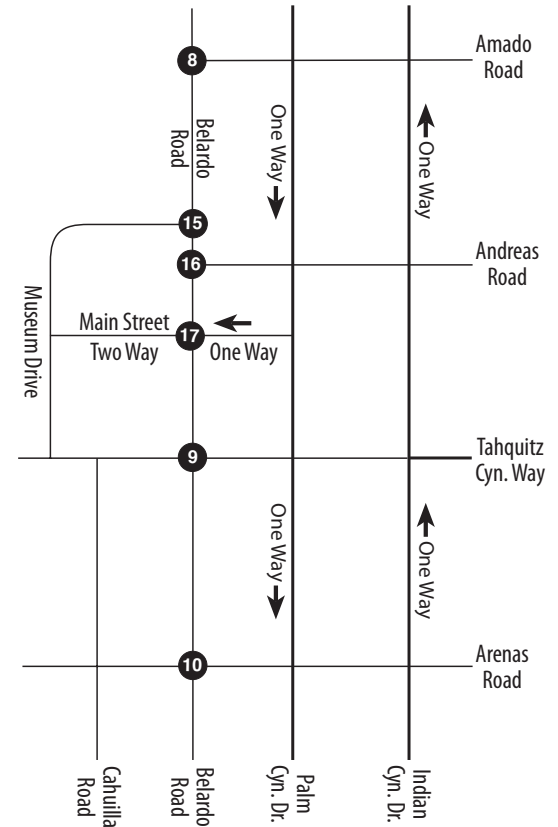 Amado
Road
8
One Way
One Way
Belardo
Road
15
16
Andreas
Road
Museum Drive
Main Street
17
Two Way
One Way
9
Tahquitz
Cyn. Way
One Way
One Way
10
Arenas
Road
Cahuilla
Road
Belardo
Road
Palm
Cyn. Dr.
Indian
Cyn. Dr.